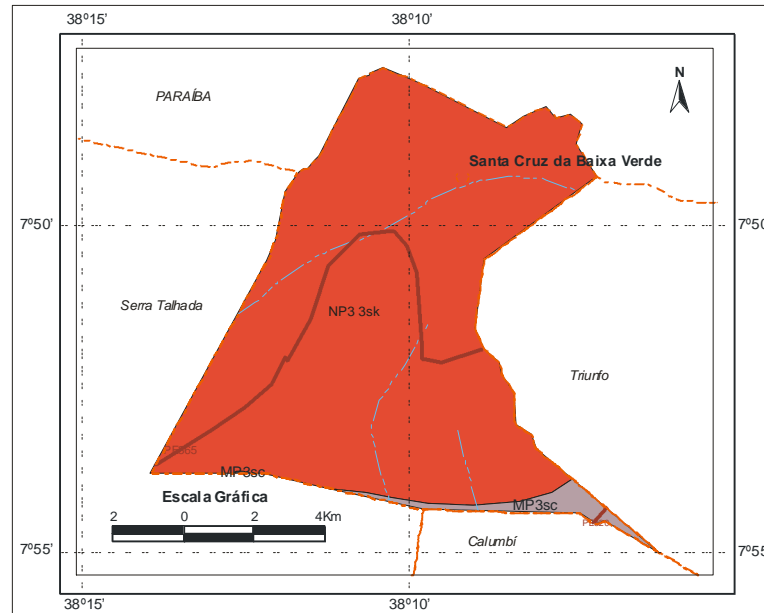 38º15' 38º10'
N
PARAÍBA
Santa Cruz da Baixa Verde
7º50' 7º50'
Serra Talhada
NP3 3sk
Triunfo
PE365
MP3sc
Escala Gráfica
MP3sc
2 0 2 4Km
Calumbí
7º55' 7º55'
38º15' 38º10'